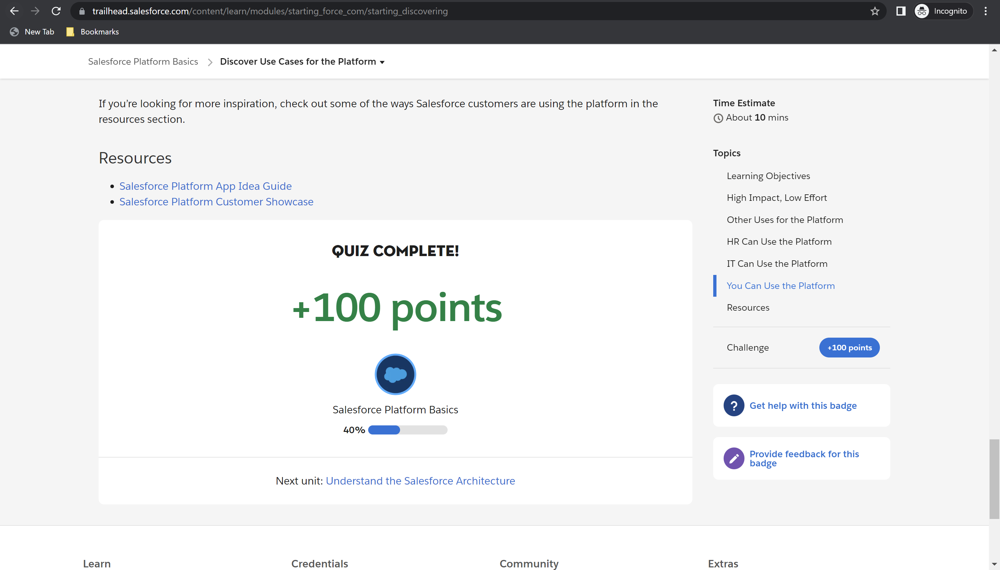 trailhead.salesforce.com/content/learn/modules/starting_force_com/starting_discovering
Incognito
New Tab
Bookmarks
Salesforce Platform Basics
Discover Use Cases for the Platform
If you’re looking for more inspiration, check out some of the ways Salesforce customers are using the platform in the
resources section.
Resources
Salesforce Platform App Idea Guide
Salesforce Platform Customer Showcase
QUIZ COMPLETE!
+100 points
Salesforce Platform Basics
40%
Next unit: Understand the Salesforce Architecture
Time Estimate
About 10 mins
Topics
Learning Objectives
High Impact, Low Effort
Other Uses for the Platform
HR Can Use the Platform
IT Can Use the Platform
You Can Use the Platform
Resources
Challenge
+100 points
?
Get help with this badge
Provide feedback for this
badge
Learn
Credentials
Community
Extras